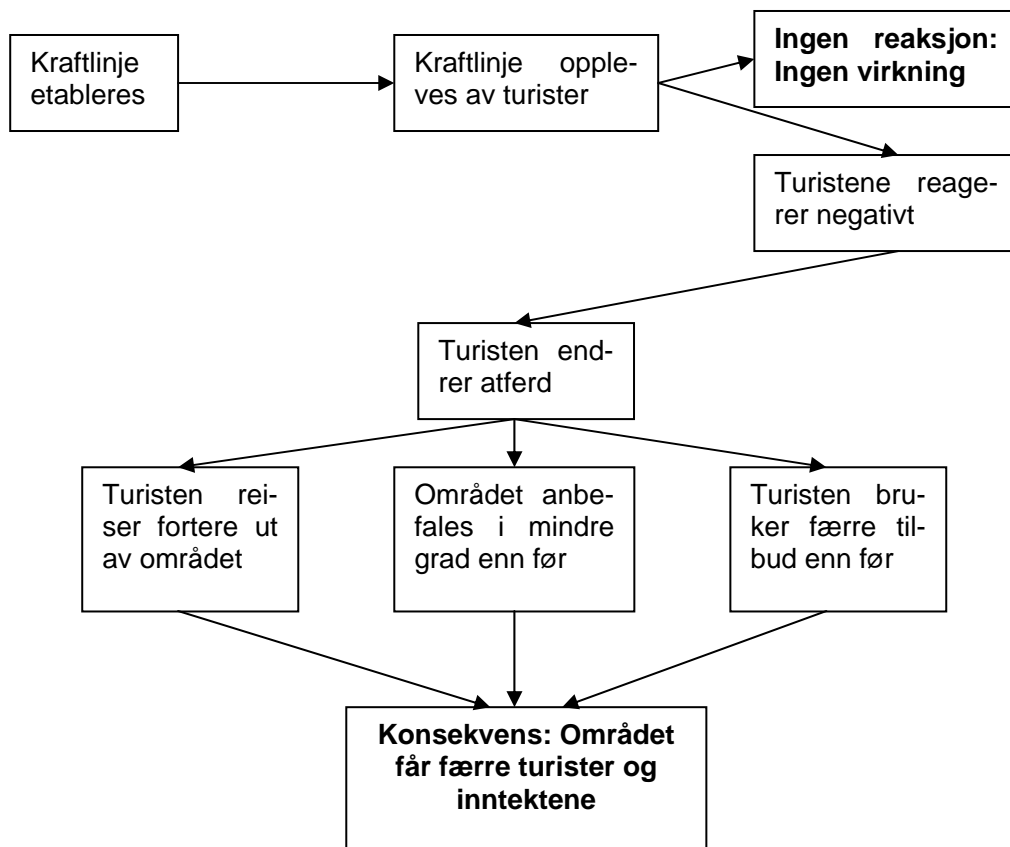 Kraftlinje
etableres
Kraftlinje opple-
ves av turister
Ingen reaksjon:
Ingen virkning
Turistene reage-
rer negativt
Turisten end-
rer atferd
Turisten rei-
ser fortere ut
av området
Området anbe-
fales i mindre
grad enn før
Turisten bru-
ker færre til-
bud enn før
Konsekvens: Området
får færre turister og
inntektene